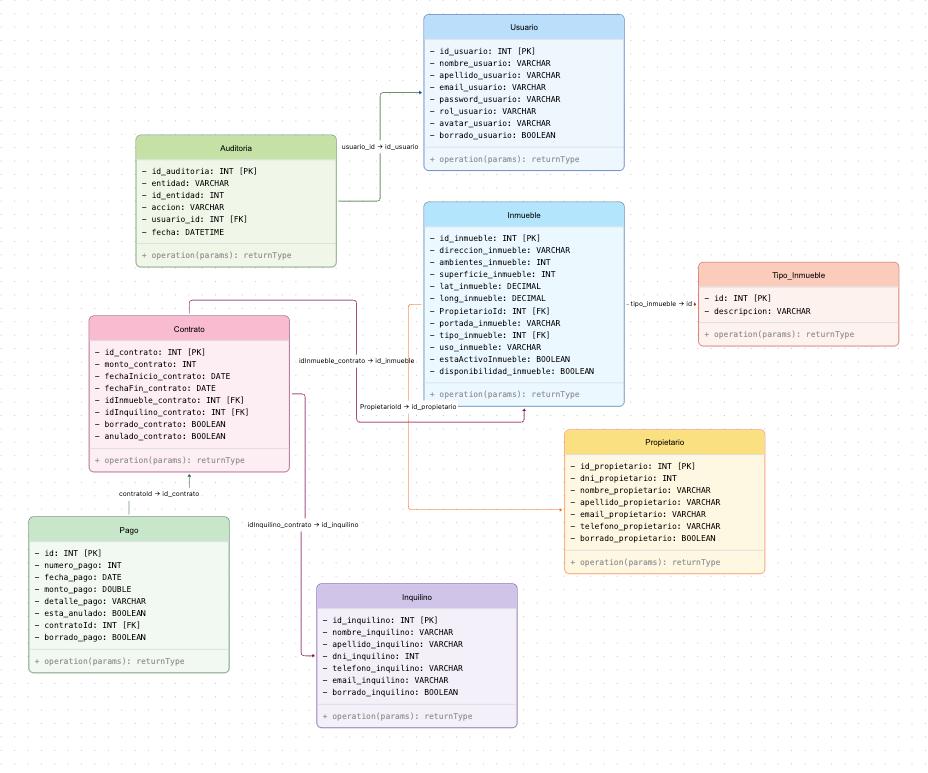 Usuario
− id_usuario: INT [PK]
− nombre_usuario: VARCHAR
− apellido_usuario: VARCHAR
− email_usuario: VARCHAR
− password_usuario: VARCHAR
− rol_usuario: VARCHAR
− avatar_usuario: VARCHAR
− borrado_usuario: BOOLEAN
+ operation(params): returnType
Auditoria
− id_auditoria: INT [PK]
− entidad: VARCHAR
− id_entidad: INT
− accion: VARCHAR
− usuario_id: INT [FK]
− fecha: DATETIME
+ operation(params): returnType
usuario_id → id_usuario
Inmueble
− id_inmueble: INT [PK]
− direccion_inmueble: VARCHAR
− ambientes_inmueble: INT
− superficie_inmueble: INT
− lat_inmueble: DECIMAL
− long_inmueble: DECIMAL
− PropietarioId: INT [FK]
− portada_inmueble: VARCHAR
− tipo_inmueble: INT [FK]
− uso_inmueble: VARCHAR
− estaActivoInmueble: BOOLEAN
− disponibilidad_inmueble: BOOLEAN
+ operation(params): returnType
tipo_inmueble → id
Tipo_Inmueble
− id: INT [PK]
− descripcion: VARCHAR
+ operation(params): returnType
Contrato
− id_contrato: INT [PK]
− monto_contrato: INT
− fechaInicio_contrato: DATE
− fechaFin_contrato: DATE
− idInmueble_contrato: INT [FK]
− idInquilino_contrato: INT [FK]
− borrado_contrato: BOOLEAN
− anulado_contrato: BOOLEAN
+ operation(params): returnType
idInmueble_contrato → id_inmueble
PropietarioId → id_propietario
Propietario
− id_propietario: INT [PK]
− dni_propietario: INT
− nombre_propietario: VARCHAR
− apellido_propietario: VARCHAR
− email_propietario: VARCHAR
− telefono_propietario: VARCHAR
− borrado_propietario: BOOLEAN
+ operation(params): returnType
contratoId → id_contrato
idInquilino_contrato → id_inquilino
Pago
− id: INT [PK]
− numero_pago: INT
− fecha_pago: DATE
− monto_pago: DOUBLE
− detalle_pago: VARCHAR
− esta_anulado: BOOLEAN
− contratoId: INT [FK]
− borrado_pago: BOOLEAN
+ operation(params): returnType
Inquilino
− id_inquilino: INT [PK]
− nombre_inquilino: VARCHAR
− apellido_inquilino: VARCHAR
− dni_inquilino: INT
− telefono_inquilino: VARCHAR
− email_inquilino: VARCHAR
− borrado_inquilino: BOOLEAN
+ operation(params): returnType